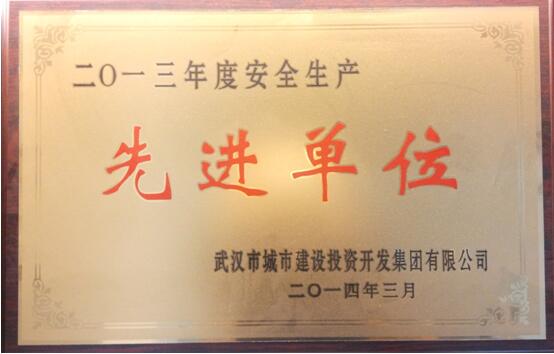 二〇一三年度安全生产
先进单位
武汉市城市建设投资开发集团有限公司
二〇一四年三月